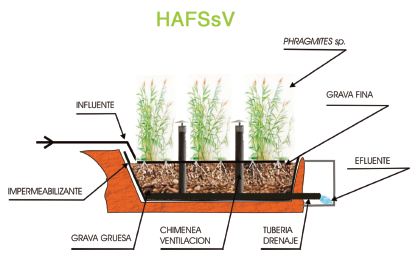 HAFSsV
PHRAGMITES sp.
GRAVA FINA
INFLUENTE
EFLUENTE
IMPERMEABILIZANTE
GRAVA GRUESA
CHIMENEA
VENTILACION
TUBERIA
DRENAJE